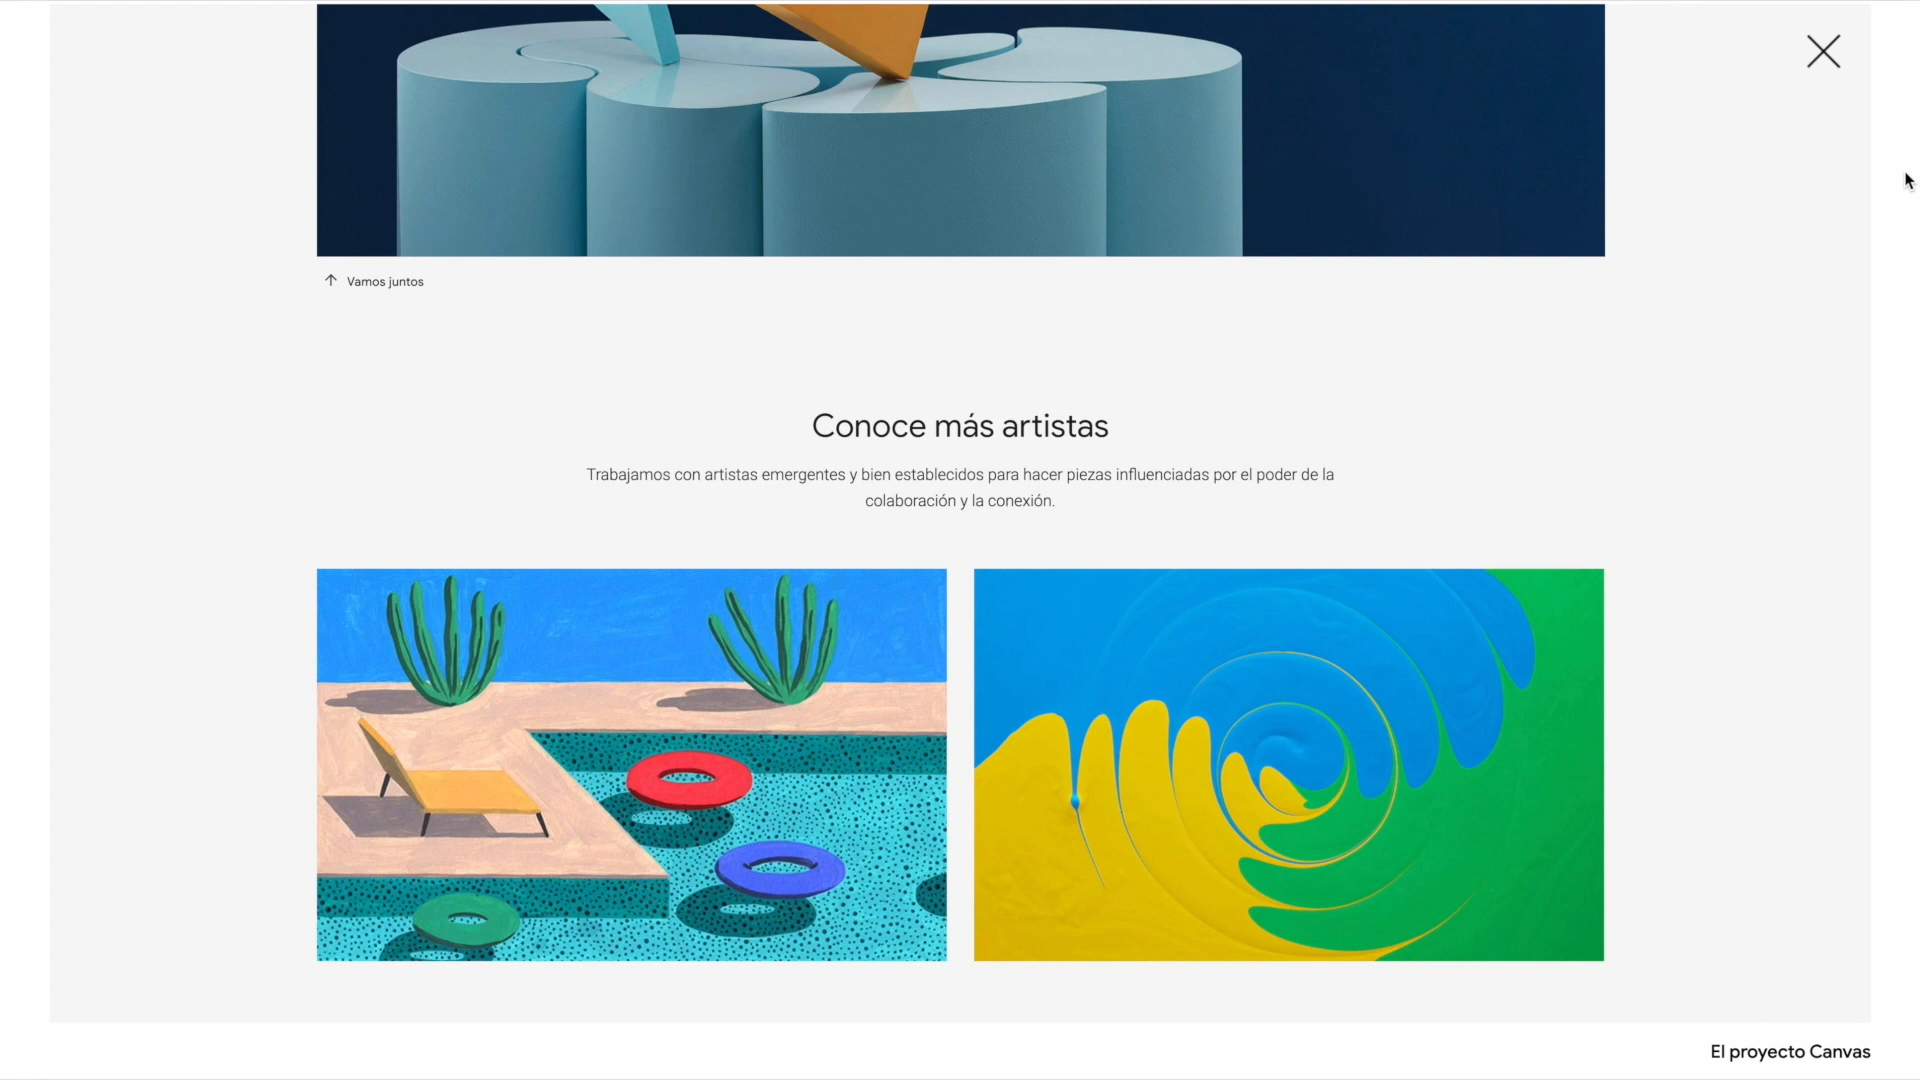 Vamos juntos
Conoce más artistas
Trabajamos con artistas emergentes y bien establecidos para hacer piezas influenciadas por el poder de la
colaboración y la conexión.
El proyecto Canvas